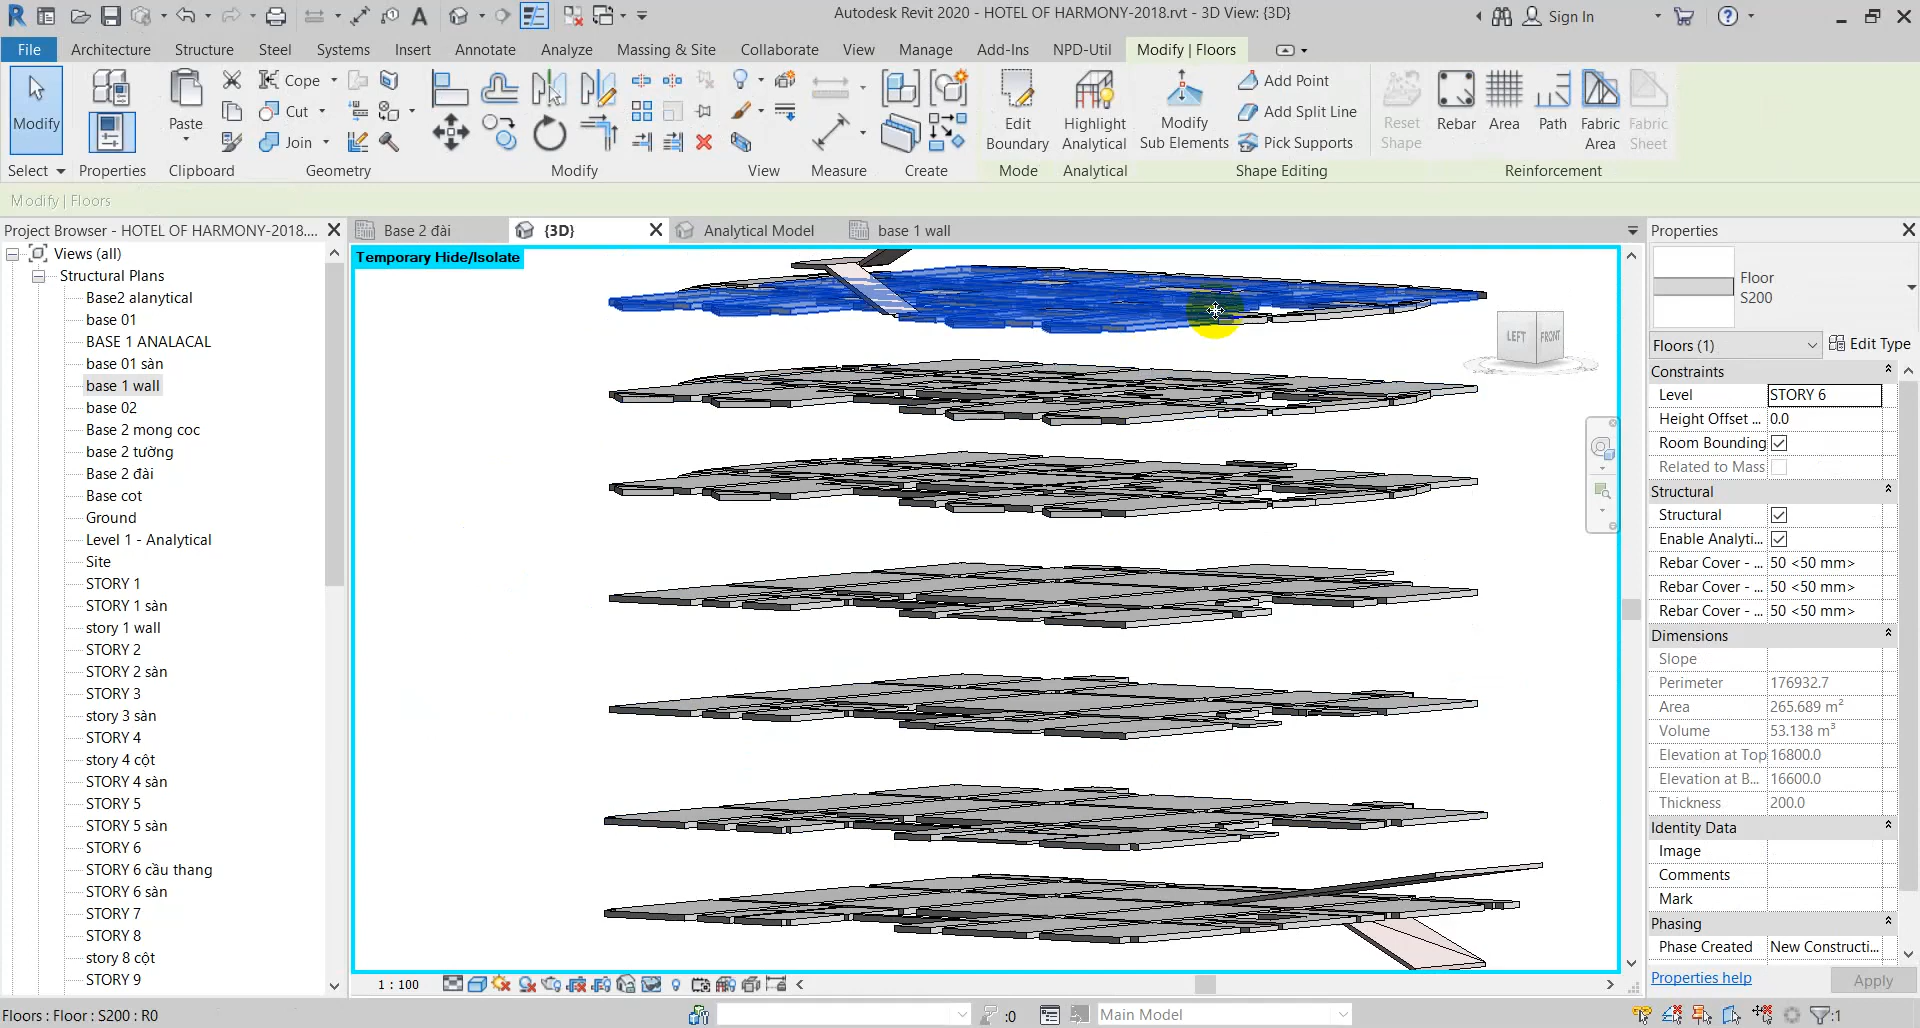 Autodesk Revit 2020 - HOTEL OF HARMONY-2018.rvt - 3D View: {3D}
Sign In
File Architecture Structure Steel Systems Insert Annotate Analyze Massing & Site Collaborate View Manage Add-Ins NPD-Util Modify | Floors
Modify
Paste
Cope
Cut
Join
Edit Boundary
Highlight Analytical
Modify Sub Elements
Add Point
Add Split Line
Pick Supports
Reset Shape
Rebar
Area
Path
Fabric Area
Fabric Sheet
Select Properties Clipboard Geometry Modify View Measure Create Mode Analytical Shape Editing Reinforcement
Modify | Floors
Project Browser - HOTEL OF HARMONY-2018....
Views (all)
Structural Plans
Base2 alanytical
base 01
BASE 1 ANALACAL
base 01 sàn
base 1 wall
base 02
Base 2 mong coc
base 2 tường
Base 2 đài
Base cot
Ground
Level 1 - Analytical
Site
STORY 1
STORY 1 sàn
story 1 wall
STORY 2
STORY 2 sàn
STORY 3
story 3 sàn
STORY 4
story 4 cột
STORY 4 sàn
STORY 5
STORY 5 sàn
STORY 6
STORY 6 cầu thang
STORY 6 sàn
STORY 7
STORY 8
story 8 cột
STORY 9
Base 2 đài {3D} Analytical Model base 1 wall
Temporary Hide/Isolate
LEFT FRONT
1 : 100
Properties
Floor
S200
Floors (1) Edit Type
Constraints
Level STORY 6
Height Offset ... 0.0
Room Bounding
Related to Mass
Structural
Structural
Enable Analyti...
Rebar Cover - ... 50 <50 mm>
Rebar Cover - ... 50 <50 mm>
Rebar Cover - ... 50 <50 mm>
Dimensions
Slope
Perimeter 176932.7
Area 265.689 m²
Volume 53.138 m³
Elevation at Top 16800.0
Elevation at B... 16600.0
Thickness 200.0
Identity Data
Image
Comments
Mark
Phasing
Phase Created New Constructi...
Properties help Apply
Floors : Floor : S200 : R0
:0
Main Model
:1